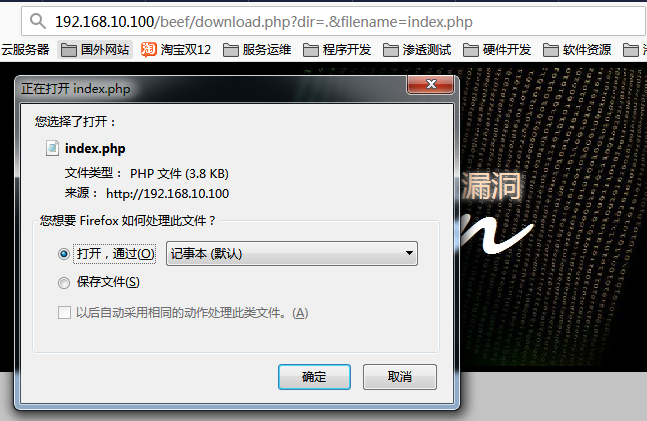 192.168.10.100/beef/download.php?dir=.&filename=index.php
云服务器 国外网站 淘 淘宝双12 服务运维 程序开发 渗透测试 硬件开发 软件资源
正在打开 index.php
您选择了打开：
index.php
文件类型： PHP 文件 (3.8 KB)
来源： http://192.168.10.100
漏洞
n
您想要 Firefox 如何处理此文件？
打开，通过(O) 记事本 (默认)
保存文件(S)
以后自动采用相同的动作处理此类文件。(A)
确定 取消